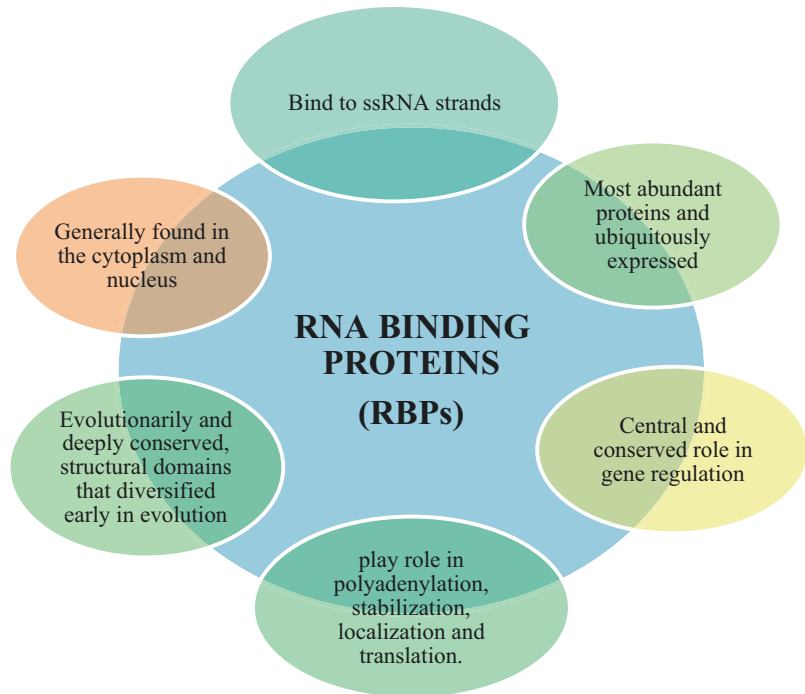 Bind to ssRNA strands
Most abundant
proteins and
ubiquitously
expressed
Generally found in
the cytoplasm and
nucleus
RNA BINDING
PROTEINS
(RBPs)
Evolutionarily and
deeply conserved,
structural domains
that diversified
early in evolution
Central and
conserved role in
gene regulation
play role in
polyadenylation,
stabilization,
localization and
translation.